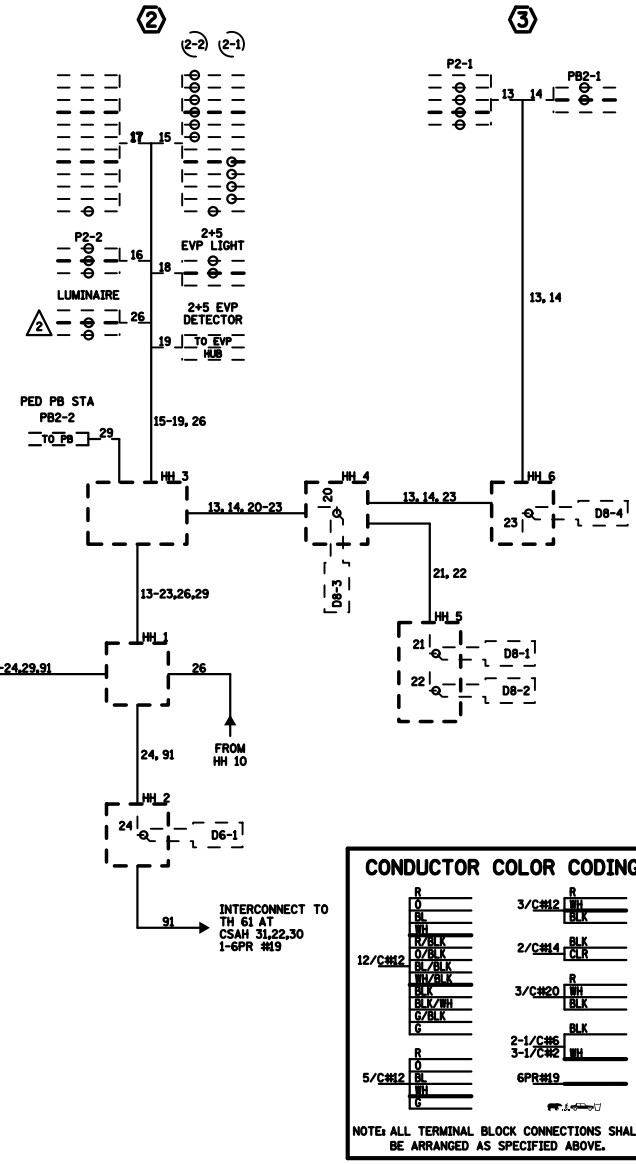 2
3
2-2 2-1
P2-1
13 14
PB2-1
17 15
P2-2
16
2+5
EVP LIGHT
18
LUMINAIRE
2
26
2+5 EVP
DETECTOR
19
TO EVP
HUB
13, 14
PED PB STA
PB2-2
TO PB
29
15-19, 26
HH 3
13, 14, 20-23
HH 4
20
D8-3
13, 14, 23
HH 6
23
D8-4
21, 22
13-23,26,29
HH 5
21
D8-1
22
D8-2
HH 1
-24,29,91
26
FROM
HH 10
24, 91
HH 2
24
D6-1
91
INTERCONNECT TO
TH 61 AT
CSAH 31,22,30
1-6PR #19
CONDUCTOR COLOR CODING
12/C#12
R
O
BL
WH
R/BLK
O/BLK
BL/BLK
WH/BLK
BLK
BLK/WH
G/BLK
G
5/C#12
R
O
BL
WH
G
3/C#12
R
WH
BLK
2/C#14
BLK
CLR
3/C#20
R
WH
BLK
2-1/C#6
3-1/C#2
BLK
WH
6PR#19
NOTE: ALL TERMINAL BLOCK CONNECTIONS SHAL
BE ARRANGED AS SPECIFIED ABOVE.